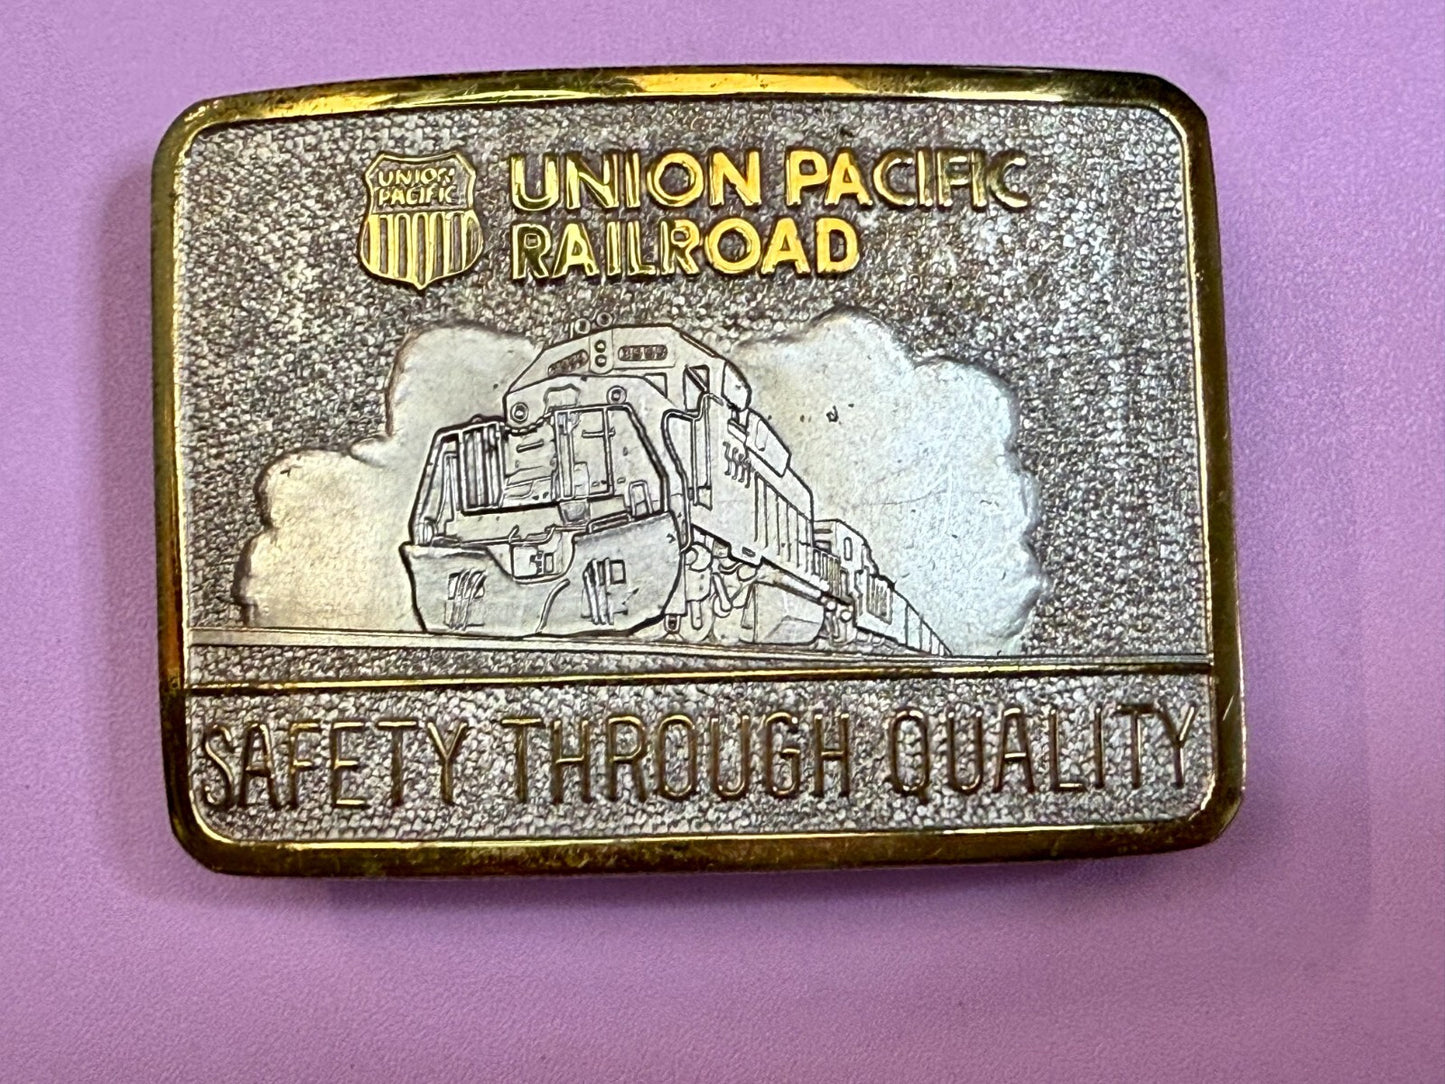 UNION
PACIFIC
UNION PACIFIC
RAILROAD
SAFETY THROUGH QUALITY